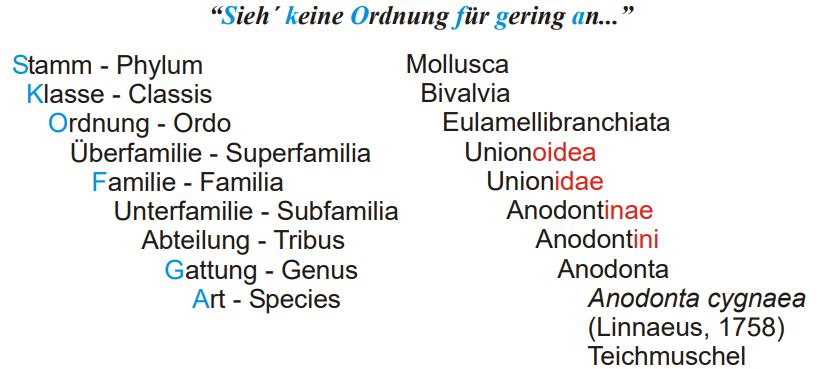 “Sieh´ keine Ordnung für gering an...”
Stamm - Phylum
Klasse - Classis
Ordnung - Ordo
Überfamilie - Superfamilia
Familie - Familia
Unterfamilie - Subfamilia
Abteilung - Tribus
Gattung - Genus
Art - Species
Mollusca
Bivalvia
Eulamellibranchiata
Unionoidea
Unionidae
Anodontinae
Anodontini
Anodonta
Anodonta cygnaea
(Linnaeus, 1758)
Teichmuschel